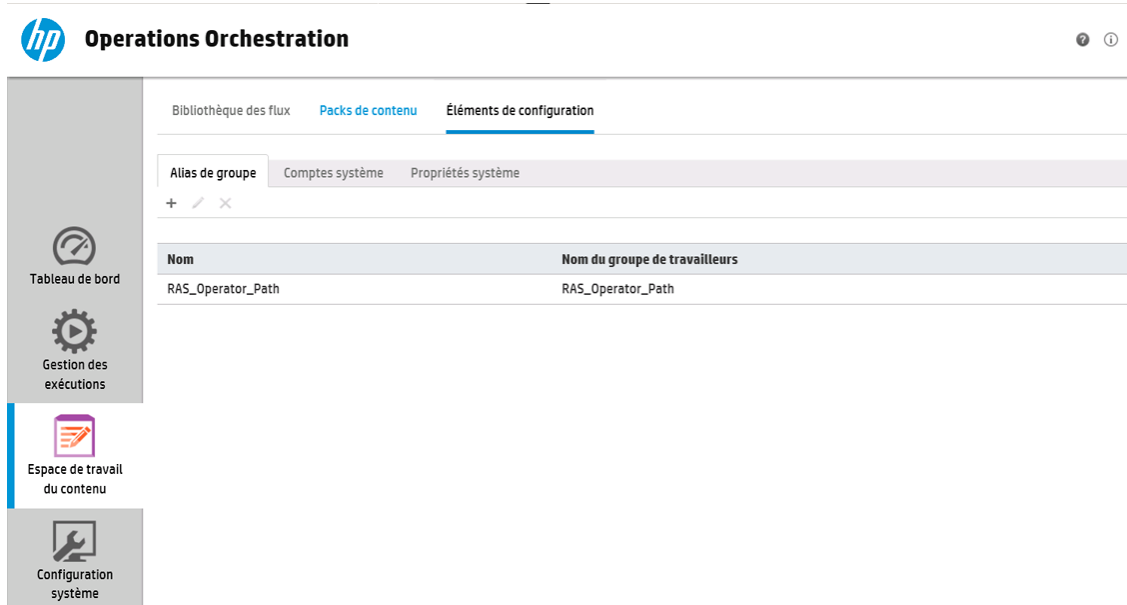 hp Operations Orchestration
Bibliothèque des flux Packs de contenu Éléments de configuration
Alias de groupe Comptes système Propriétés système
Nom Nom du groupe de travailleurs
RAS_Operator_Path RAS_Operator_Path
Tableau de bord
Gestion des
exécutions
Espace de travail
du contenu
Configuration
système